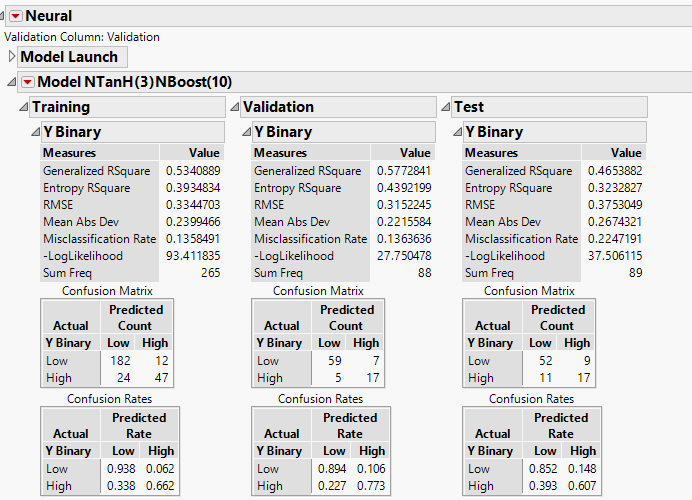 Neural
Validation Column: Validation
Model Launch
Model NTanH(3)NBoost(10)
Training
Y Binary
Measures Value
Generalized RSquare 0.5340889
Entropy RSquare 0.3934834
RMSE 0.3344703
Mean Abs Dev 0.2399466
Misclassification Rate 0.1358491
-LogLikelihood 93.411835
Sum Freq 265
Confusion Matrix
Predicted
Actual Count
Y Binary Low High
Low 182 12
High 24 47
Confusion Rates
Predicted
Actual Rate
Y Binary Low High
Low 0.938 0.062
High 0.338 0.662
Validation
Y Binary
Measures Value
Generalized RSquare 0.5772841
Entropy RSquare 0.4392199
RMSE 0.3152245
Mean Abs Dev 0.2215584
Misclassification Rate 0.1363636
-LogLikelihood 27.750478
Sum Freq 88
Confusion Matrix
Predicted
Actual Count
Y Binary Low High
Low 59 7
High 5 17
Confusion Rates
Predicted
Actual Rate
Y Binary Low High
Low 0.894 0.106
High 0.227 0.773
Test
Y Binary
Measures Value
Generalized RSquare 0.4653882
Entropy RSquare 0.3232827
RMSE 0.3753049
Mean Abs Dev 0.2674321
Misclassification Rate 0.2247191
-LogLikelihood 37.506115
Sum Freq 89
Confusion Matrix
Predicted
Actual Count
Y Binary Low High
Low 52 9
High 11 17
Confusion Rates
Predicted
Actual Rate
Y Binary Low High
Low 0.852 0.148
High 0.393 0.607